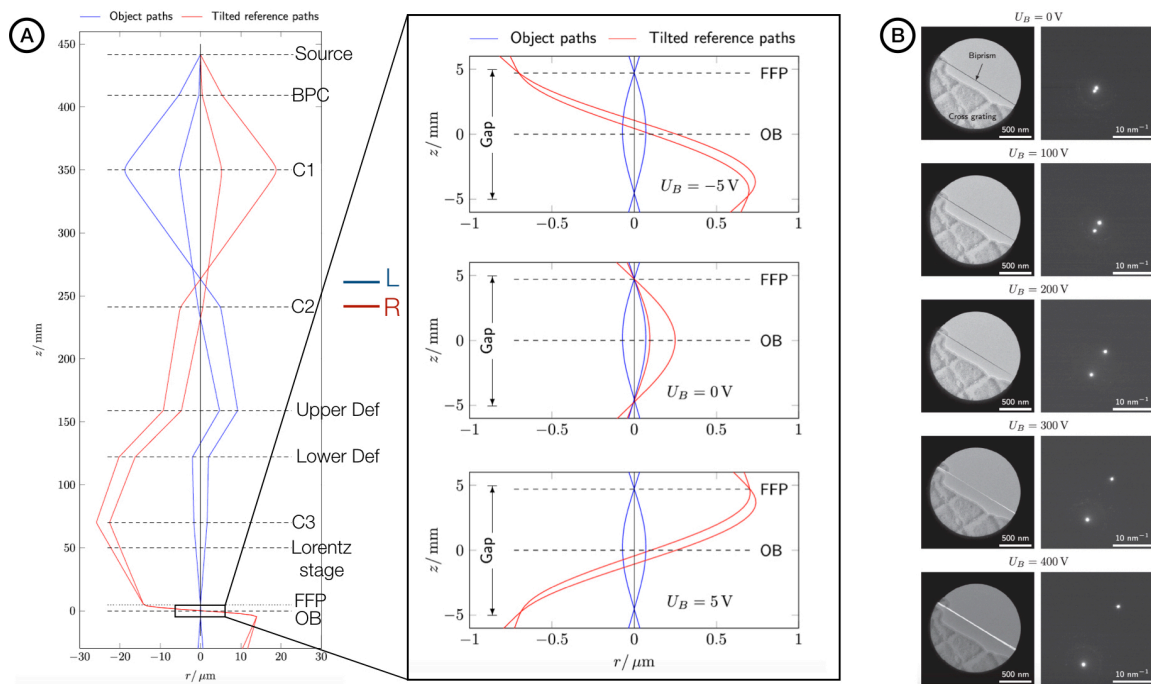 A
Object paths Tilted reference paths
450
400
350
300
250
200
150
100
50
0
−30 −20 −10 0 10 20 30
z/ mm
r/ μm
Source
BPC
C1
C2
Upper Def
Lower Def
C3
Lorentz
stage
FFP
OB
L
R
Object paths Tilted reference paths
5
0
−5
z/ mm
Gap
FFP
OB
U_B = −5 V
−1 −0.5 0 0.5 1
5
0
−5
z/ mm
Gap
FFP
OB
U_B = 0 V
−1 −0.5 0 0.5 1
5
0
−5
z/ mm
Gap
FFP
OB
U_B = 5 V
−1 −0.5 0 0.5 1
r/ μm
B
U_B = 0 V
Biprism
Cross grating
500 nm
10 nm⁻¹
U_B = 100 V
500 nm
10 nm⁻¹
U_B = 200 V
500 nm
10 nm⁻¹
U_B = 300 V
500 nm
10 nm⁻¹
U_B = 400 V
500 nm
10 nm⁻¹